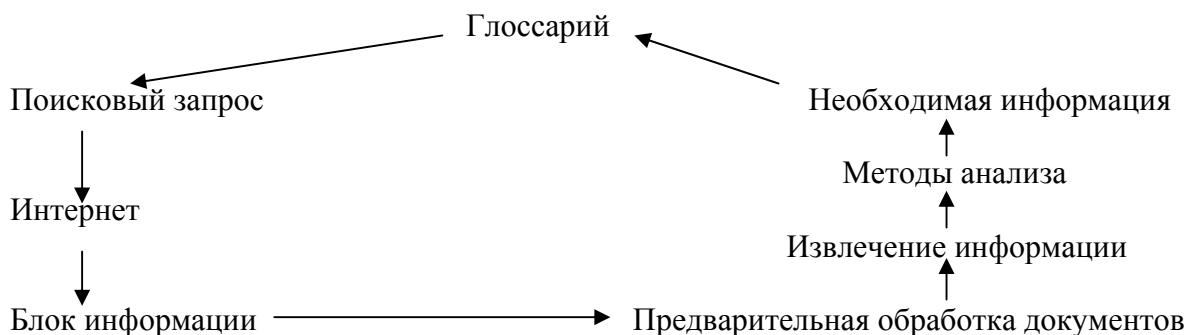 Глоссарий
Поисковый запрос
Необходимая информация
Методы анализа
Интернет
Извлечение информации
Блок информации
Предварительная обработка документов